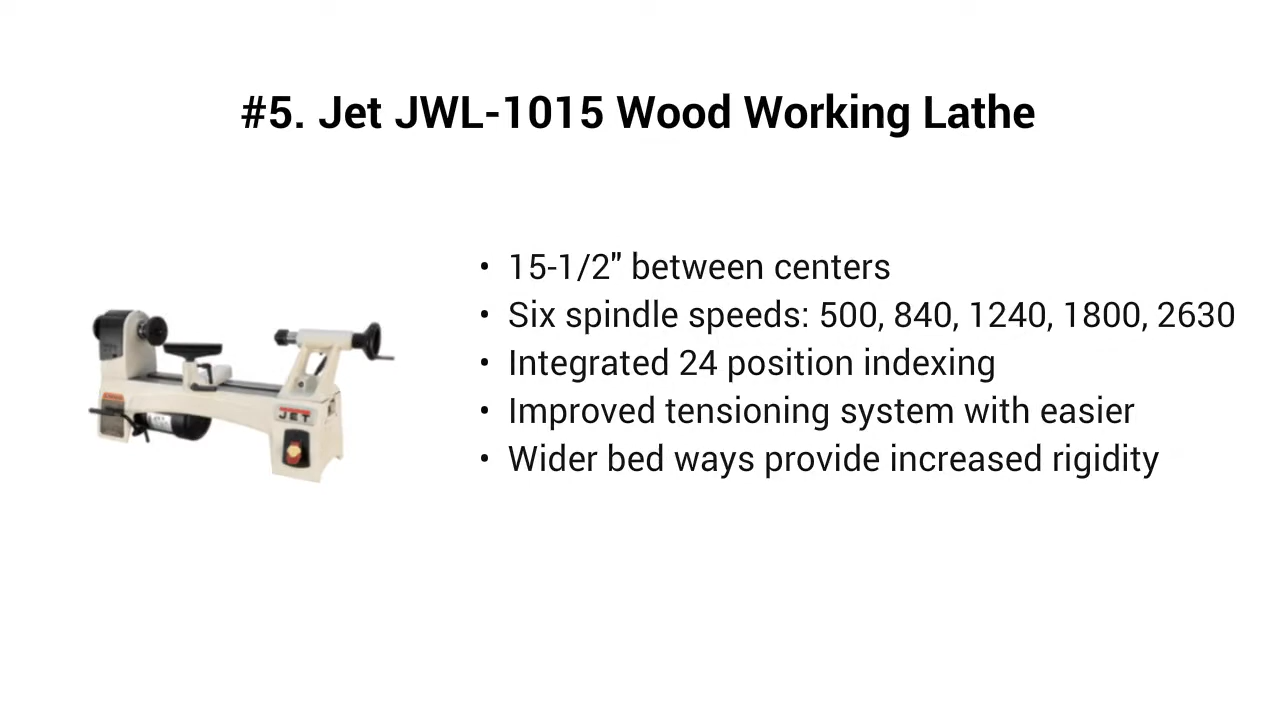 #5. Jet JWL-1015 Wood Working Lathe
• 15-1/2" between centers
• Six spindle speeds: 500, 840, 1240, 1800, 2630
• Integrated 24 position indexing
• Improved tensioning system with easier
• Wider bed ways provide increased rigidity
JET